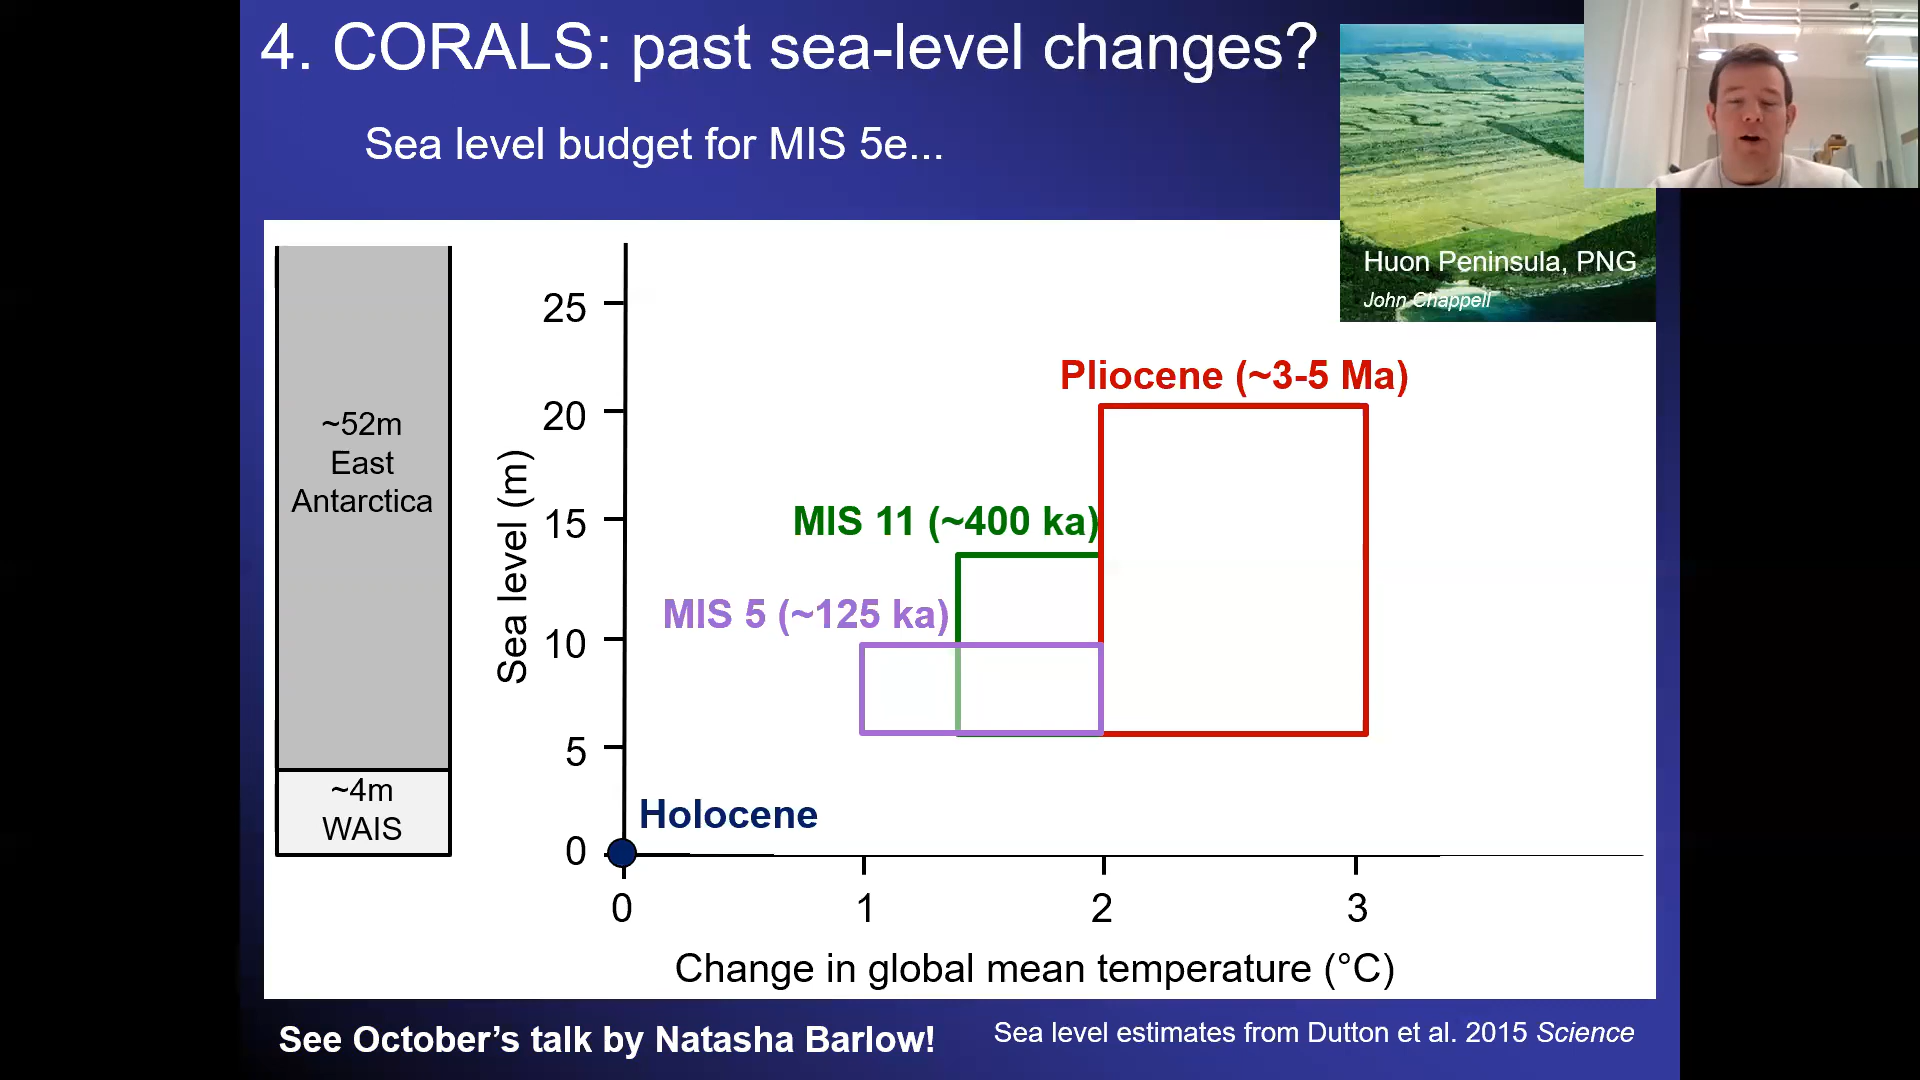 4. CORALS: past sea-level changes?
Sea level budget for MIS 5e...
Huon Peninsula, PNG
John Chappell
~52m
East
Antarctica
~4m
WAIS
Sea level (m)
25
20
15
10
5
0
Pliocene (~3-5 Ma)
MIS 11 (~400 ka)
MIS 5 (~125 ka)
Holocene
0
1
2
3
Change in global mean temperature (°C)
See October’s talk by Natasha Barlow!
Sea level estimates from Dutton et al. 2015 Science